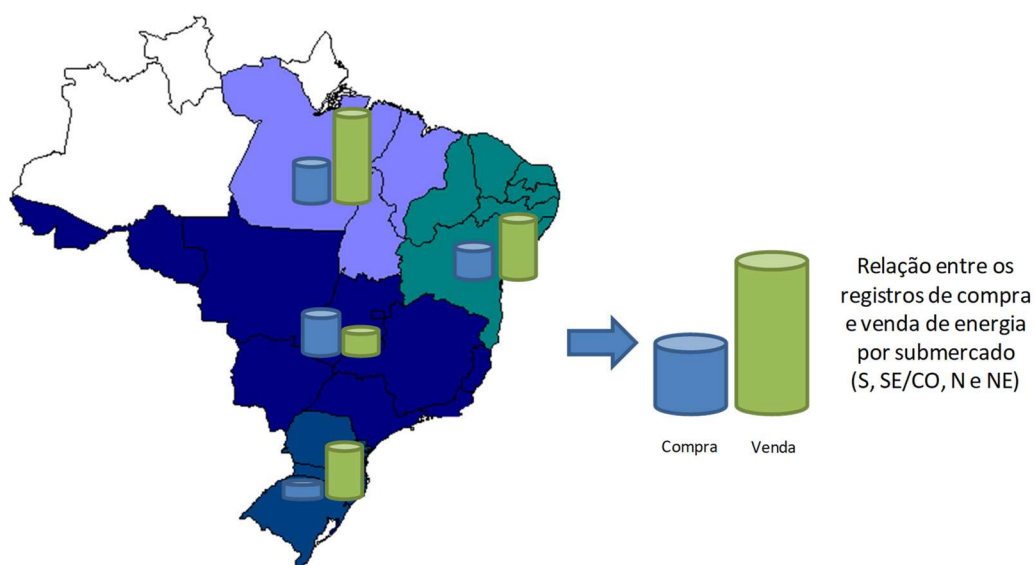 Relação entre os
registros de compra
e venda de energia
por submercado
(S, SE/CO, N e NE)
Compra
Venda